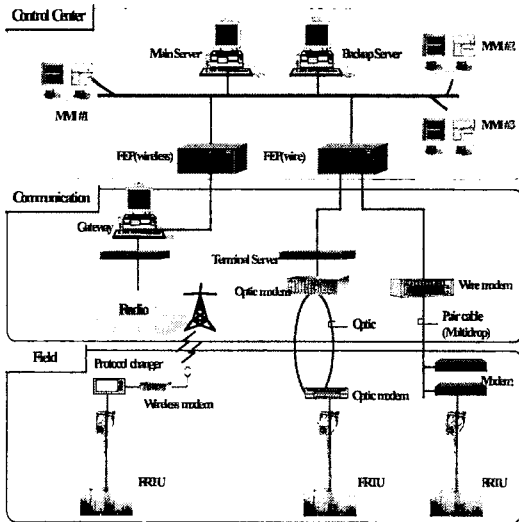 Control Center
Main Server
Backup Server
MMI#2
MMI#1
MMI#3
FEP(wireless)
FEP(wire)
Communication
Gateway
Terminal Server
Optic modem
Wire modem
Radio
Optic
Pair cable
(Multidrop)
Field
Protocol changer
Wireless modem
Optic modem
Modem
FRTU
FRTU
FRTU